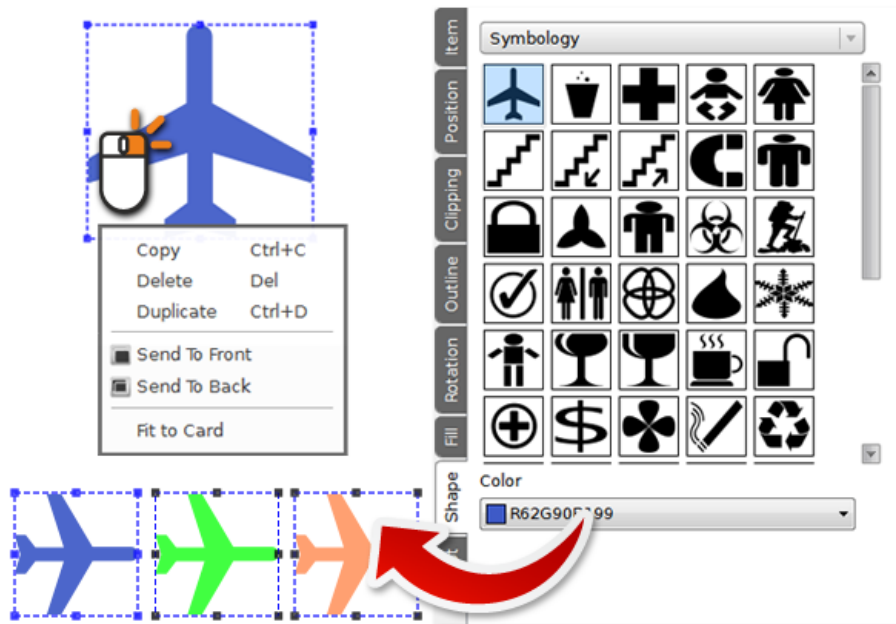 Copy Ctrl+C
Delete Del
Duplicate Ctrl+D
Send To Front
Send To Back
Fit to Card
Item
Position
Clipping
Outline
Rotation
Fill
Shape
Symbology
Color